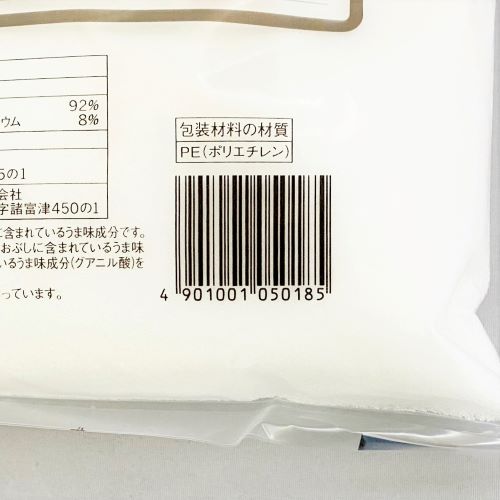 92%
ウム 8%
5の1
会社
字諸富津450の1
に含まれているうま味成分です。
おぶしに含まれているうま味
いるうま味成分(グアニル酸)を
っています。
包装材料の材質
PE(ポリエチレン)
4 901001 050185